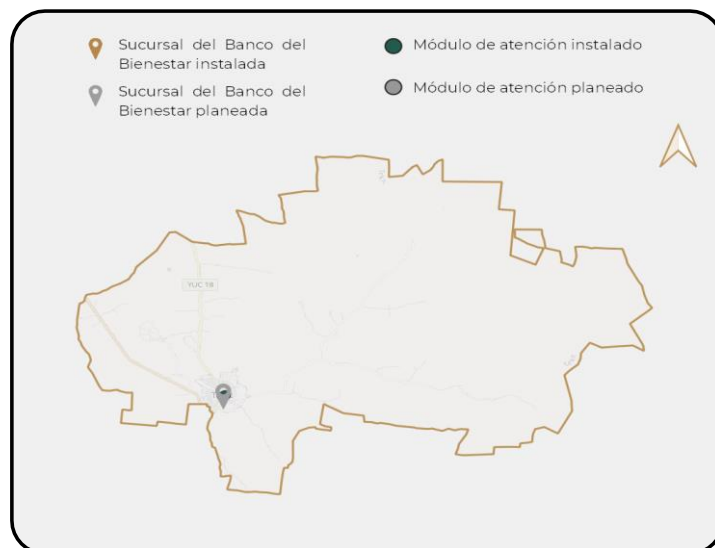 Sucursal del Banco del
Bienestar instalada
Módulo de atención instalado
Sucursal del Banco del
Bienestar planeada
Módulo de atención planeado
YUC 18